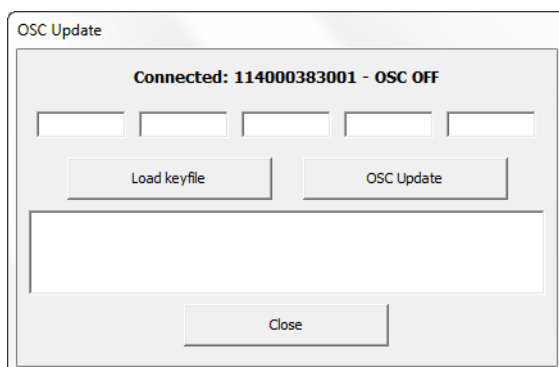 OSC Update
Connected: 114000383001 - OSC OFF
Load keyfile OSC Update
Close